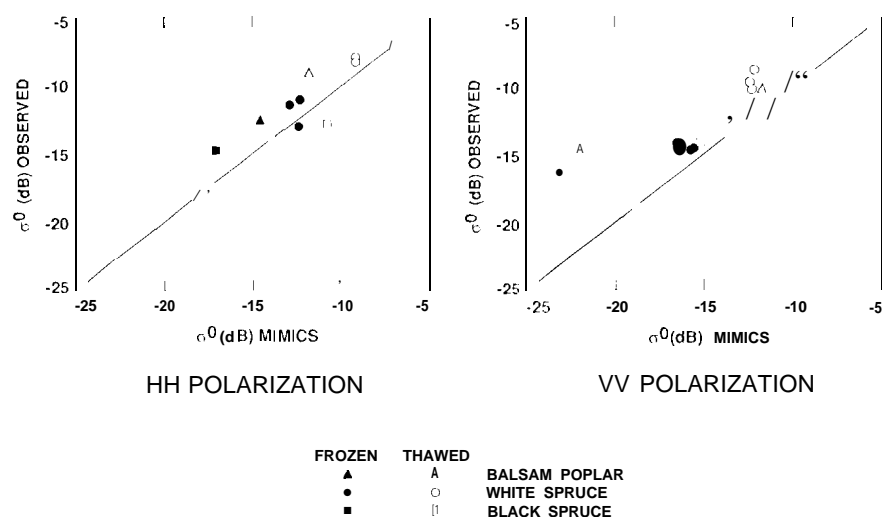 -5
-10
-15
-20
-25
σ⁰ (dB) OBSERVED
-25
-20
-15
-10
-5
σ⁰ (dB) MIMICS
HH POLARIZATION
-5
-10
-15
-20
-25
σ⁰ (dB) OBSERVED
-25
-20
-15
-10
-5
σ⁰(dB) MIMICS
VV POLARIZATION
FROZEN THAWED
▲ A BALSAM POPLAR
● ○ WHITE SPRUCE
■ [1 BLACK SPRUCE